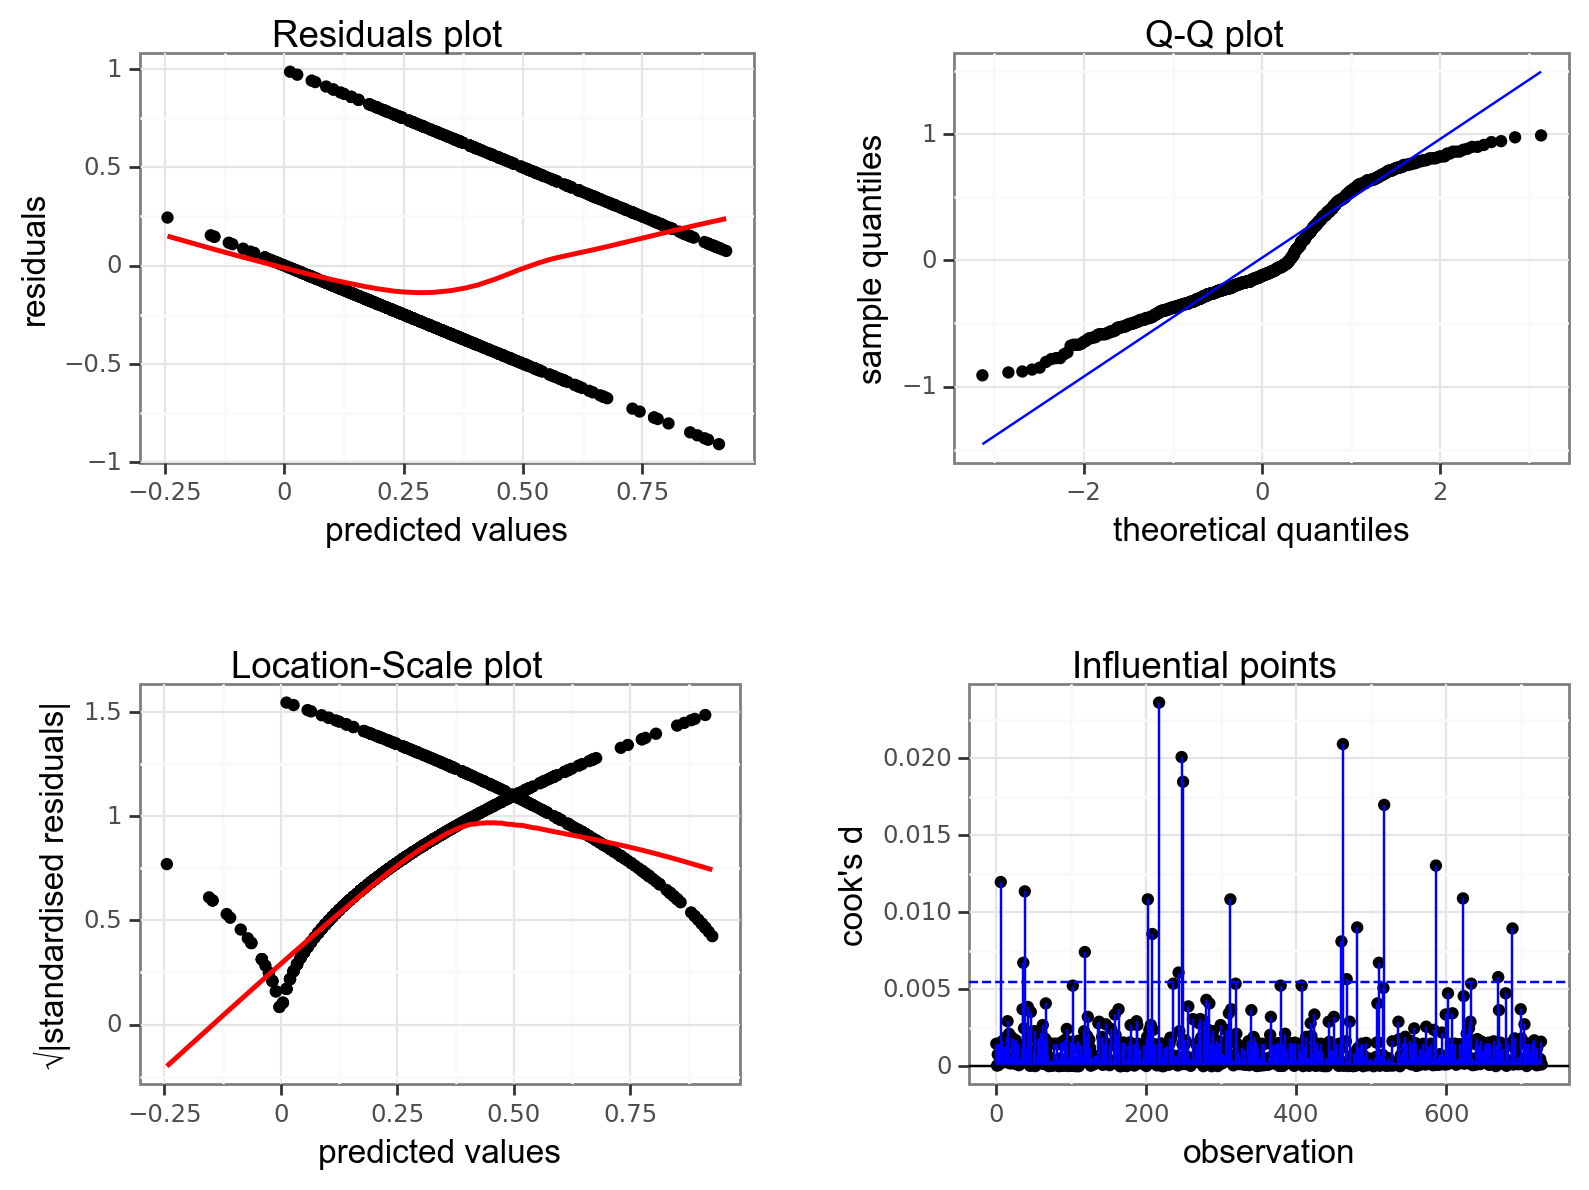 Residuals plot
1
0.5
0
−0.5
−1
residuals
−0.25 0 0.25 0.50 0.75
predicted values
Q-Q plot
1
0
−1
sample quantiles
−2 0 2
theoretical quantiles
Location-Scale plot
1.5
1
0.5
0
√|standardised residuals|
−0.25 0 0.25 0.50 0.75
predicted values
Influential points
0.020
0.015
0.010
0.005
0
cook's d
0 200 400 600
observation